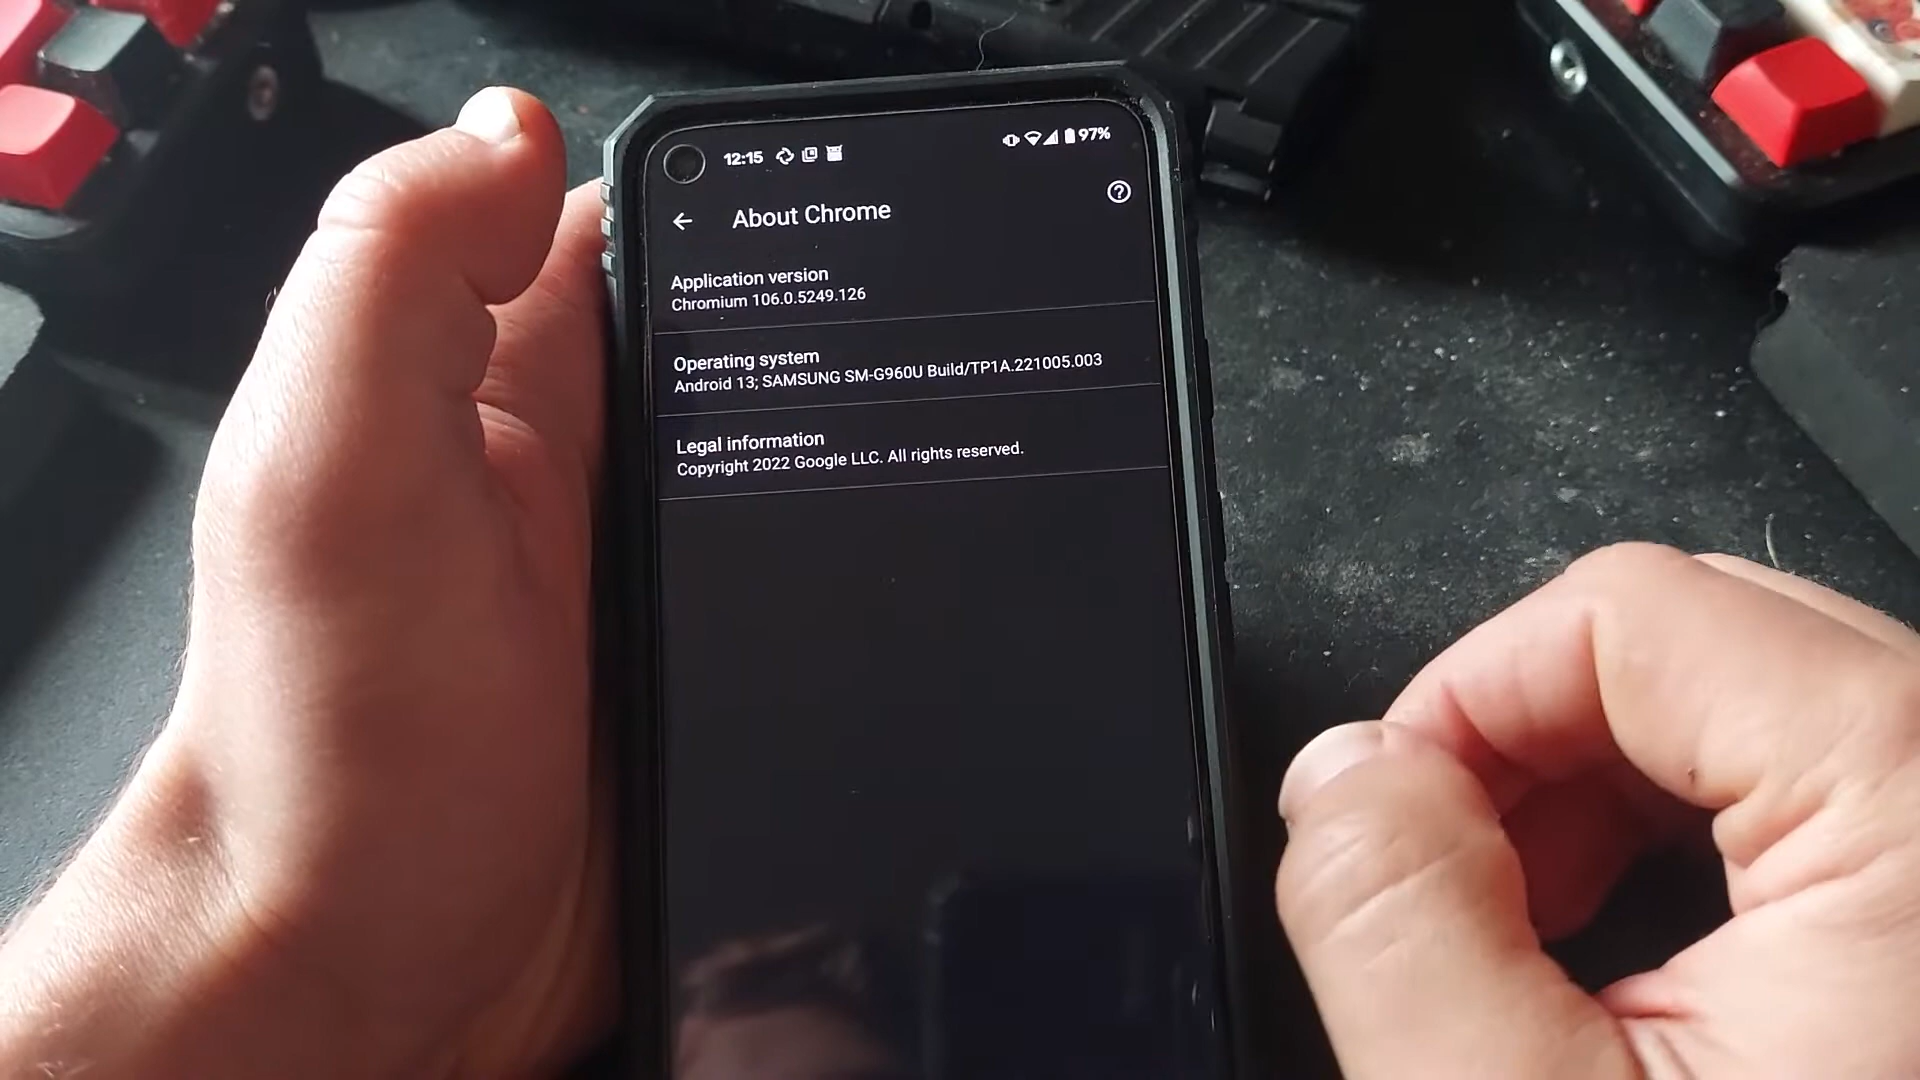 12:15
97%
About Chrome
Application version
Chromium 106.0.5249.126
Operating system
Android 13; SAMSUNG SM-G960U Build/TP1A.221005.003
Legal information
Copyright 2022 Google LLC. All rights reserved.